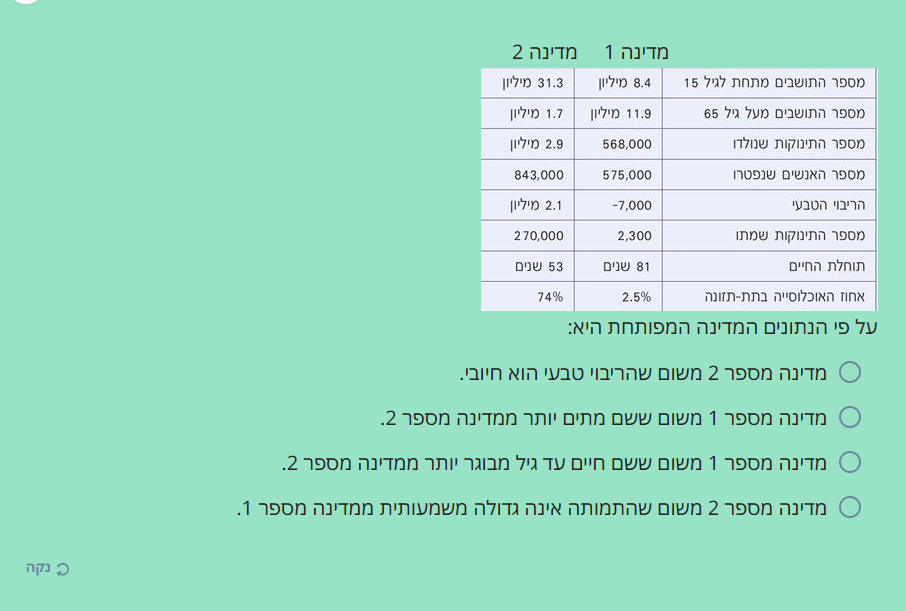 מדינה 1 מדינה 2
מספר התושבים מתחת לגיל 15 8.4 מיליון 31.3 מיליון
מספר התושבים מעל גיל 65 11.9 מיליון 1.7 מיליון
מספר התינוקות שנולדו 568,000 2.9 מיליון
מספר האנשים שנפטרו 575,000 843,000
הריבוי הטבעי -7,000 2.1 מיליון
מספר התינוקות שמתו 2,300 270,000
תוחלת החיים 81 שנים 53 שנים
אחוז האוכלוסייה בתת-תזונה 2.5% 74%
על פי הנתונים המדינה המפותחת היא:
מדינה מספר 2 משום שהריבוי טבעי הוא חיובי.
מדינה מספר 1 משום ששם מתים יותר ממדינה מספר 2.
מדינה מספר 1 משום ששם חיים עד גיל מבוגר יותר ממדינה מספר 2.
מדינה מספר 2 משום שהתמותה אינה גדולה משמעותית ממדינה מספר 1.
נקה